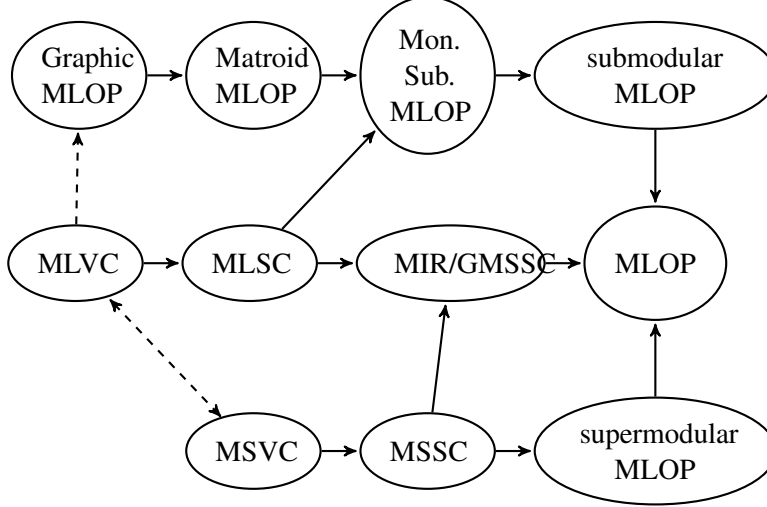 Graphic
MLOP
Matroid
MLOP
Mon.
Sub.
MLOP
submodular
MLOP
MLVC
MLSC
MIR/GMSSC
MLOP
MSVC
MSSC
supermodular
MLOP